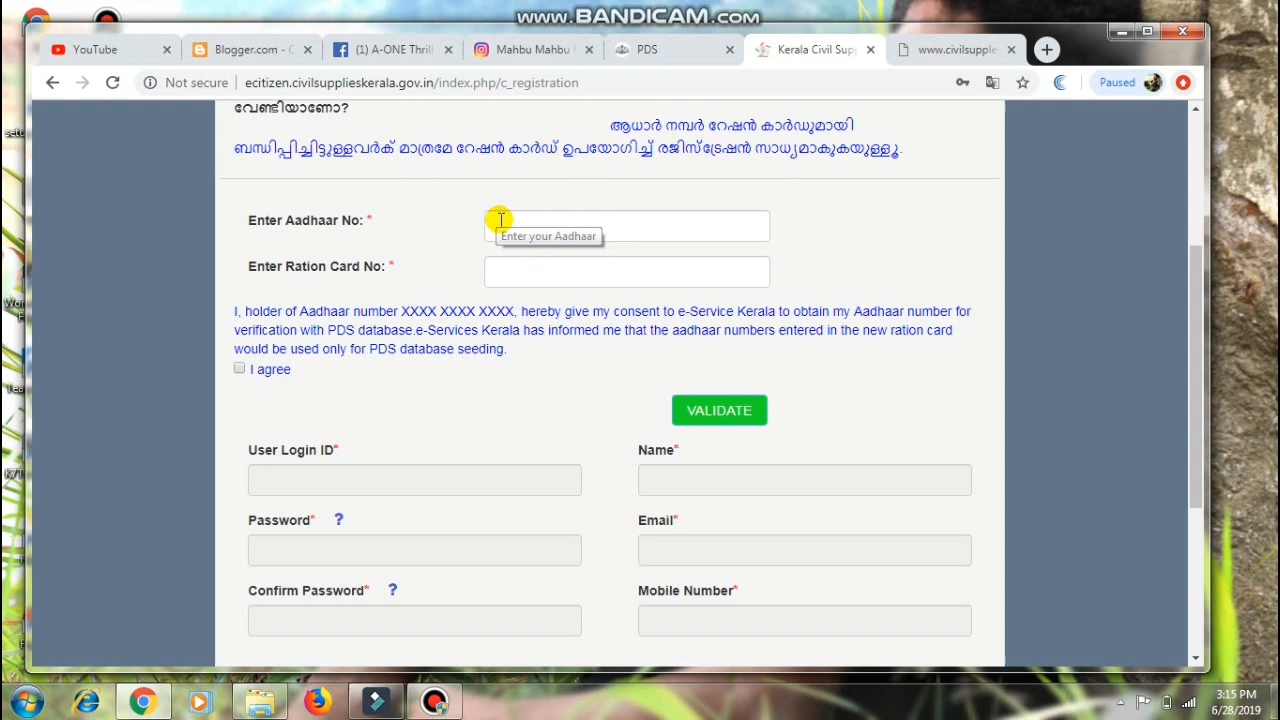 www.BANDICAM.com
YouTube
Blogger.com - C
(1) A-ONE Thrill
Mahbu Mahbu
PDS
Kerala Civil Supp
www.civilsupple
Not secure
ecitizen.civilsupplieskerala.gov.in/index.php/c_registration
Paused
വേണ്ടിയാണോ?
ആധാർ നമ്പർ റേഷൻ കാർഡുമായി
ബന്ധിപ്പിച്ചിട്ടുള്ളവർക് മാത്രമേ റേഷൻ കാർഡ് ഉപയോഗിച്ച് രജിസ്ട്രേഷൻ സാധ്യമാകുകയുള്ളൂ.
Enter Aadhaar No: *
Enter your Aadhaar
Enter Ration Card No: *
I, holder of Aadhaar number XXXX XXXX XXXX, hereby give my consent to e-Service Kerala to obtain my Aadhaar number for
verification with PDS database.e-Services Kerala has informed me that the aadhaar numbers entered in the new ration card
would be used only for PDS database seeding.
I agree
VALIDATE
User Login ID*
Name*
Password* ?
Email*
Confirm Password* ?
Mobile Number*
3:15 PM
6/28/2019